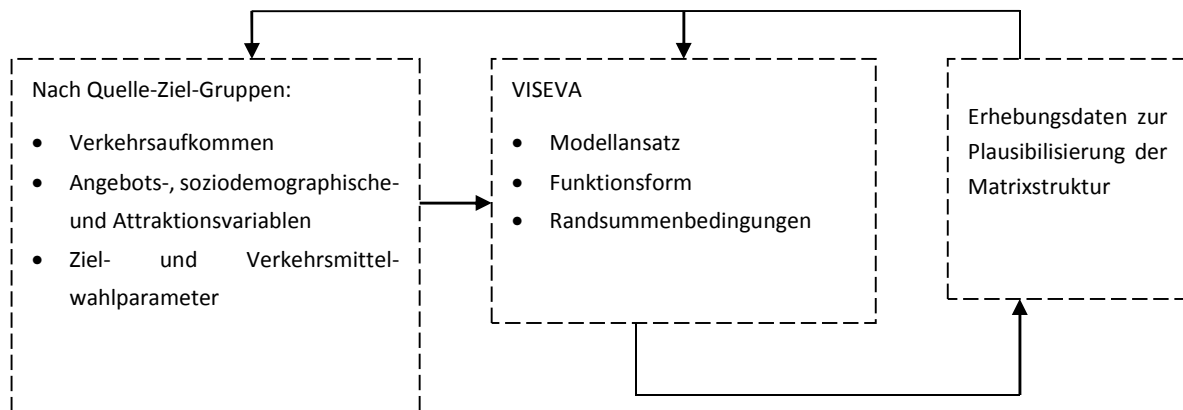 Nach Quelle-Ziel-Gruppen:
• Verkehrsaufkommen
• Angebots-, soziodemographische-
und Attraktionsvariablen
• Ziel- und Verkehrsmittel-
wahlparameter
VISEVA
• Modellansatz
• Funktionsform
• Randsummenbedingungen
Erhebungsdaten zur
Plausibilisierung der
Matrixstruktur